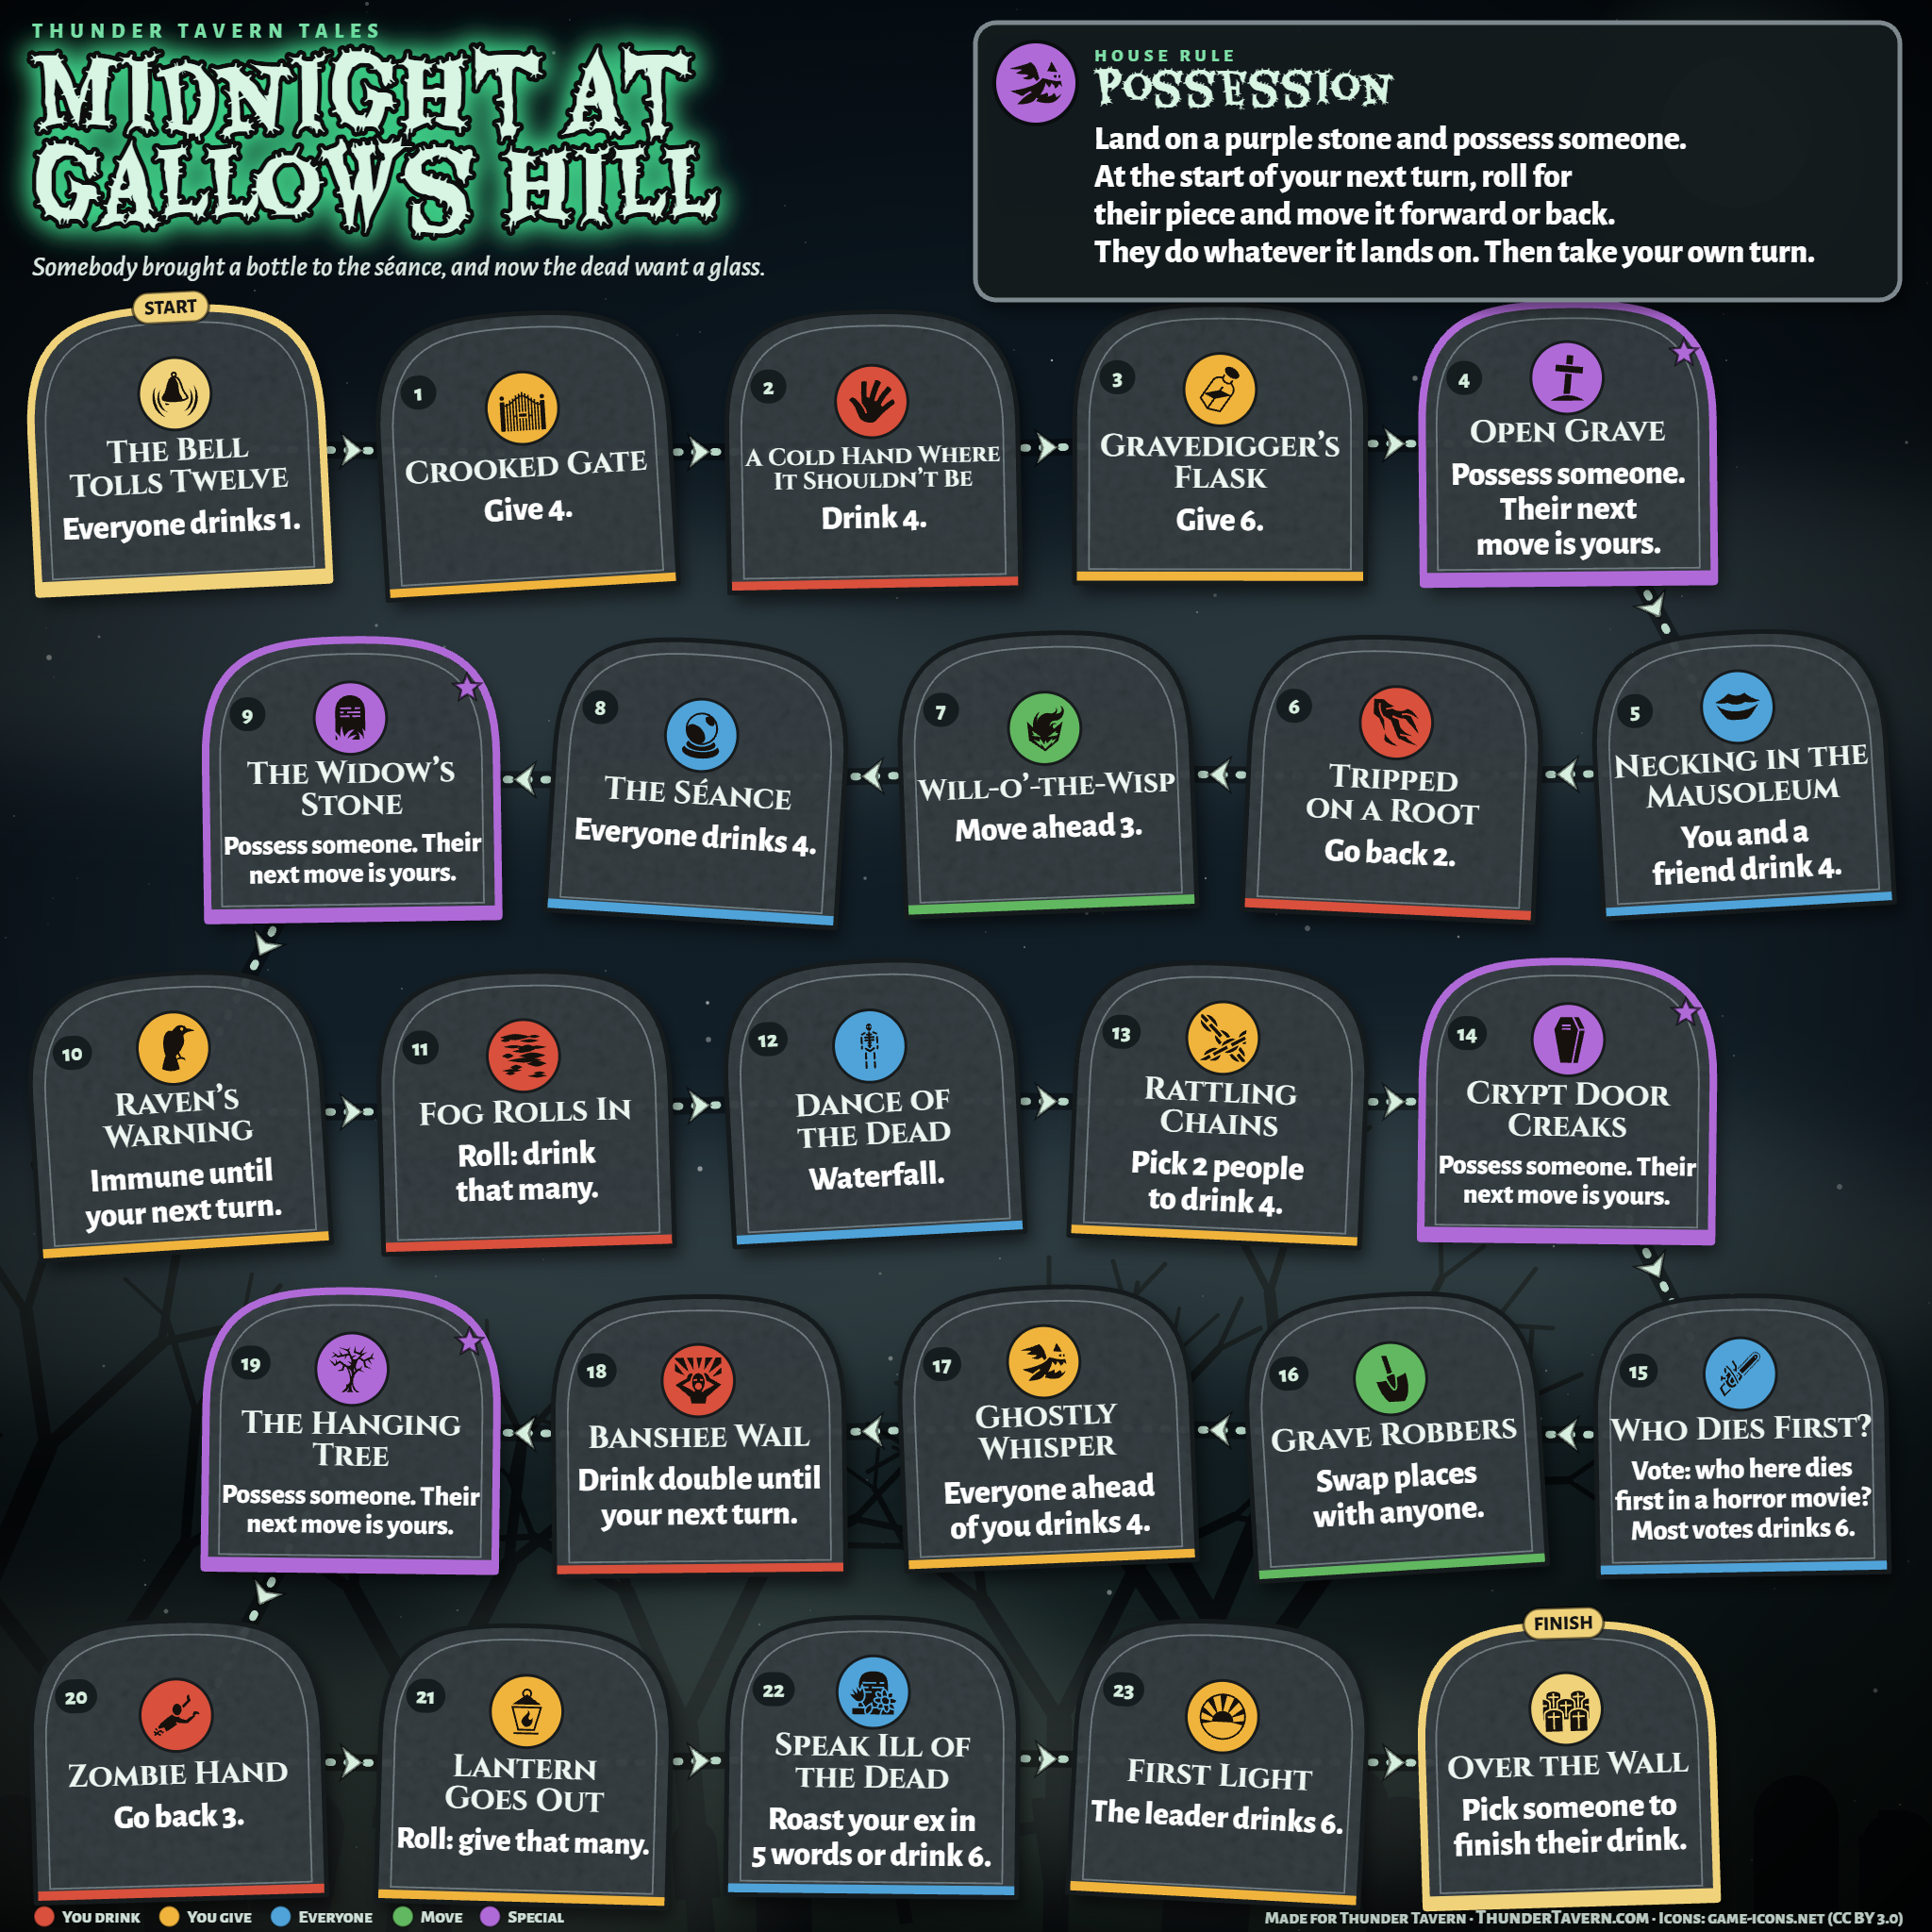 THUNDER TAVERN TALES
MIDNIGHT AT
GALLOWS HILL
Somebody brought a bottle to the séance, and now the dead want a glass.
HOUSE RULE
POSSESSION
Land on a purple stone and possess someone.
At the start of your next turn, roll for
their piece and move it forward or back.
They do whatever it lands on. Then take your own turn.
START
THE BELL
TOLLS TWELVE
Everyone drinks 1.
1
CROOKED GATE
Give 4.
2
A COLD HAND WHERE
IT SHOULDN'T BE
Drink 4.
3
GRAVEDIGGER'S
FLASK
Give 6.
4
OPEN GRAVE
Possess someone.
Their next
move is yours.
5
NECKING IN THE
MAUSOLEUM
You and a
friend drink 4.
6
TRIPPED
ON A ROOT
Go back 2.
7
WILL-O'-THE-WISP
Move ahead 3.
8
THE SÉANCE
Everyone drinks 4.
9
THE WIDOW'S
STONE
Possess someone. Their
next move is yours.
10
RAVEN'S
WARNING
Immune until
your next turn.
11
FOG ROLLS IN
Roll: drink
that many.
12
DANCE OF
THE DEAD
Waterfall.
13
RATTLING
CHAINS
Pick 2 people
to drink 4.
14
CRYPT DOOR
CREAKS
Possess someone. Their
next move is yours.
15
WHO DIES FIRST?
Vote: who here dies
first in a horror movie?
Most votes drinks 6.
16
GRAVE ROBBERS
Swap places
with anyone.
17
GHOSTLY
WHISPER
Everyone ahead
of you drinks 4.
18
BANSHEE WAIL
Drink double until
your next turn.
19
THE HANGING
TREE
Possess someone. Their
next move is yours.
20
ZOMBIE HAND
Go back 3.
21
LANTERN
GOES OUT
Roll: give that many.
22
SPEAK ILL OF
THE DEAD
Roast your ex in
5 words or drink 6.
23
FIRST LIGHT
The leader drinks 6.
FINISH
OVER THE WALL
Pick someone to
finish their drink.
YOU DRINK
YOU GIVE
EVERYONE
MOVE
SPECIAL
MADE FOR THUNDER TAVERN · THUNDERTAVERN.COM · ICONS: GAME-ICONS.NET (CC BY 3.0)